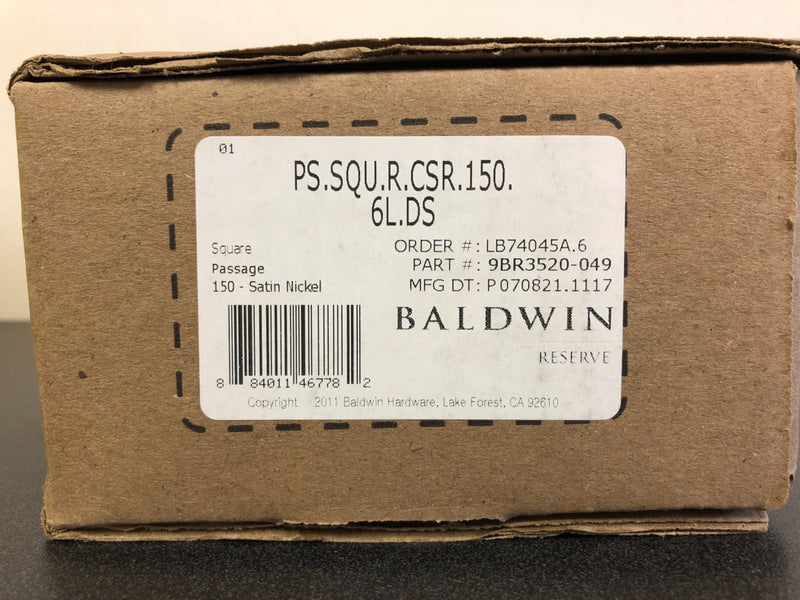 01
PS.SQU.R.CSR.150.
6L.DS
Square
Passage
150 - Satin Nickel
ORDER #: LB74045A.6
PART #: 9BR3520-049
MFG DT: P070821.1117
BALDWIN
RESERVE
8 84011 46778 2
Copyright 2011 Baldwin Hardware, Lake Forest, CA 92610